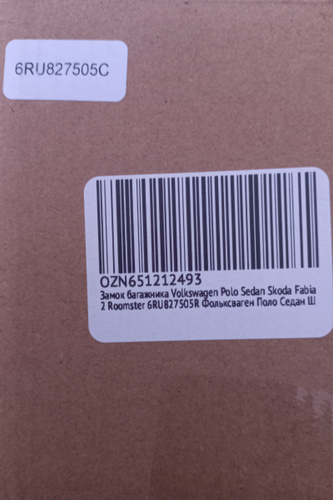 6RU827505C
OZN651212493
Замок багажника Volkswagen Polo Sedan Skoda Fabia
2 Roomster 6RU827505R Фольксваген Поло Седан Ш